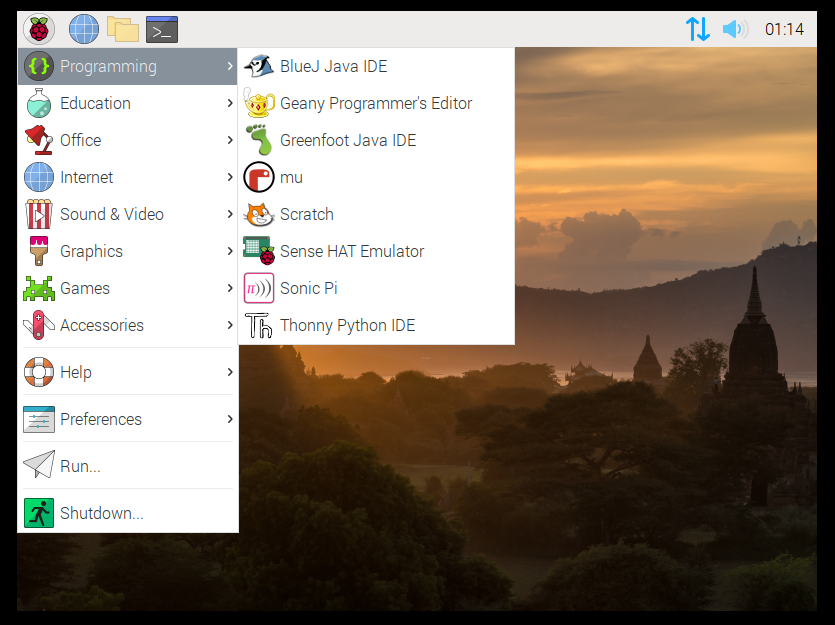 01:14
Programming
BlueJ Java IDE
Education
Geany Programmer's Editor
Office
Greenfoot Java IDE
Internet
mu
Sound & Video
Scratch
Graphics
Sense HAT Emulator
Games
Sonic Pi
Accessories
Thonny Python IDE
Help
Preferences
Run...
Shutdown...